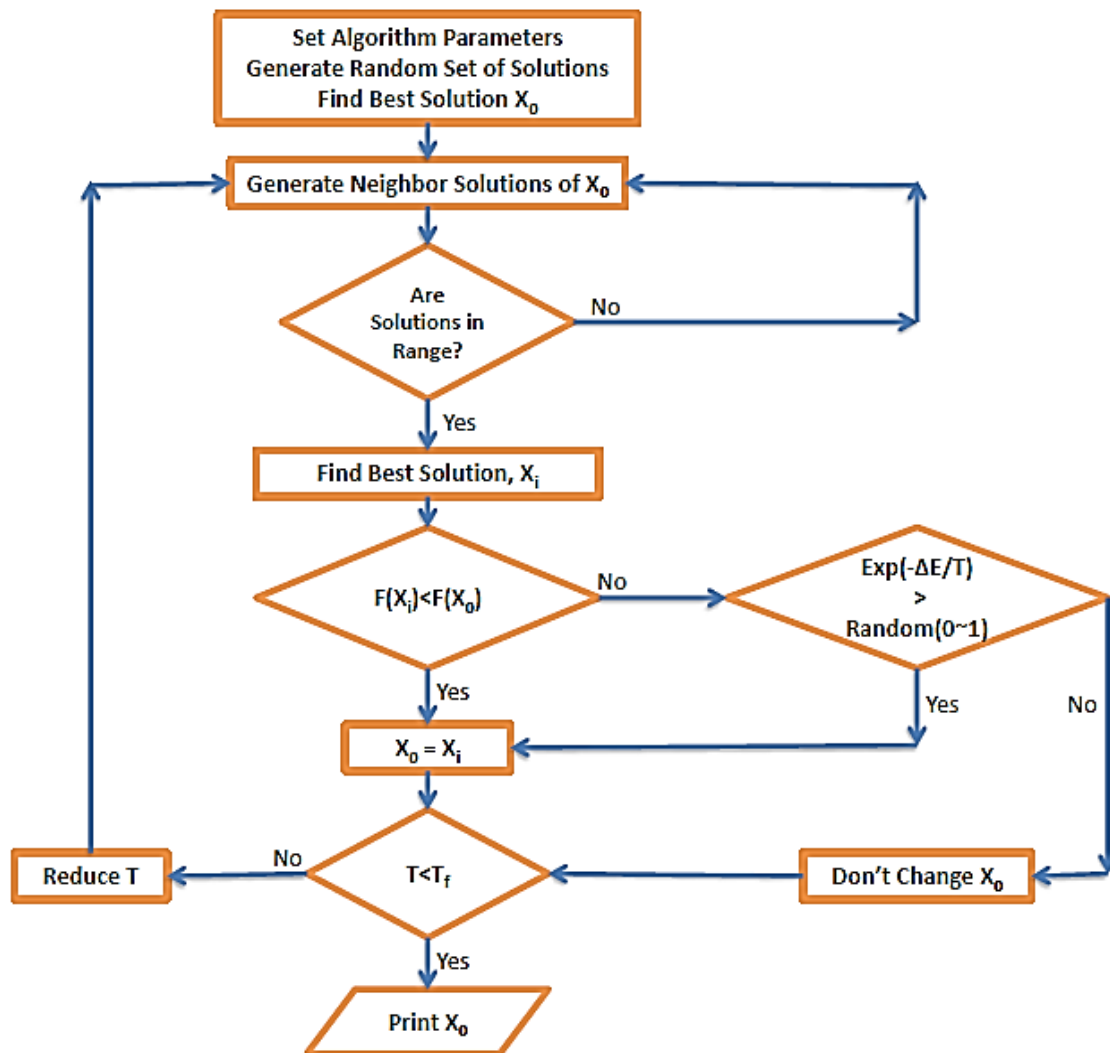 Set Algorithm Parameters
Generate Random Set of Solutions
Find Best Solution X₀
Generate Neighbor Solutions of X₀
Are
Solutions in
Range?
No
Yes
Find Best Solution, Xᵢ
F(Xᵢ)<F(X₀)
No
Exp(-ΔE/T)
>
Random(0~1)
Yes
Yes
No
X₀ = Xᵢ
Reduce T
No
T<T_f
Don't Change X₀
Yes
Print X₀